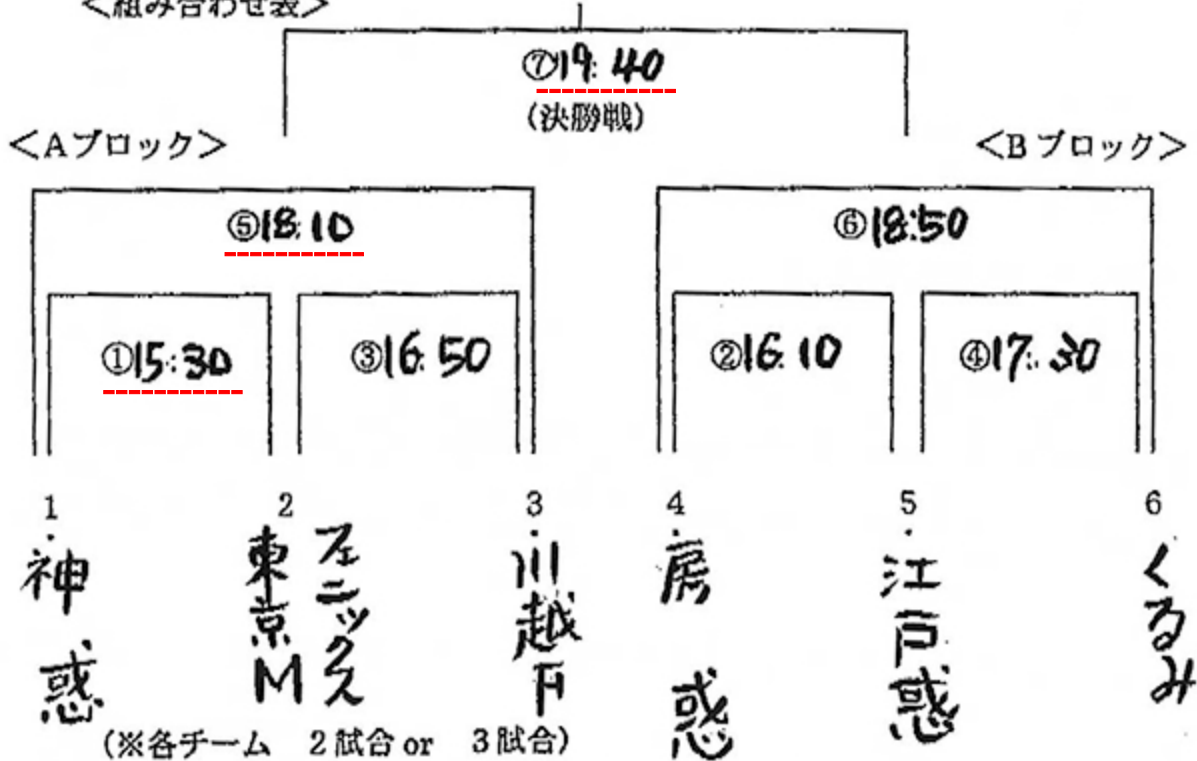 <組み合わせ表>
⑦19:40
(決勝戦)
<Aブロック>
<Bブロック>
⑤18:10
⑥18:50
①15:30
③16:50
②16:10
④17:30
1 2 3 4 5 6
神惑
東京M
フェニックス
川越F
房惑
江戸惑
くるみ
(※各チーム 2試合or 3試合)